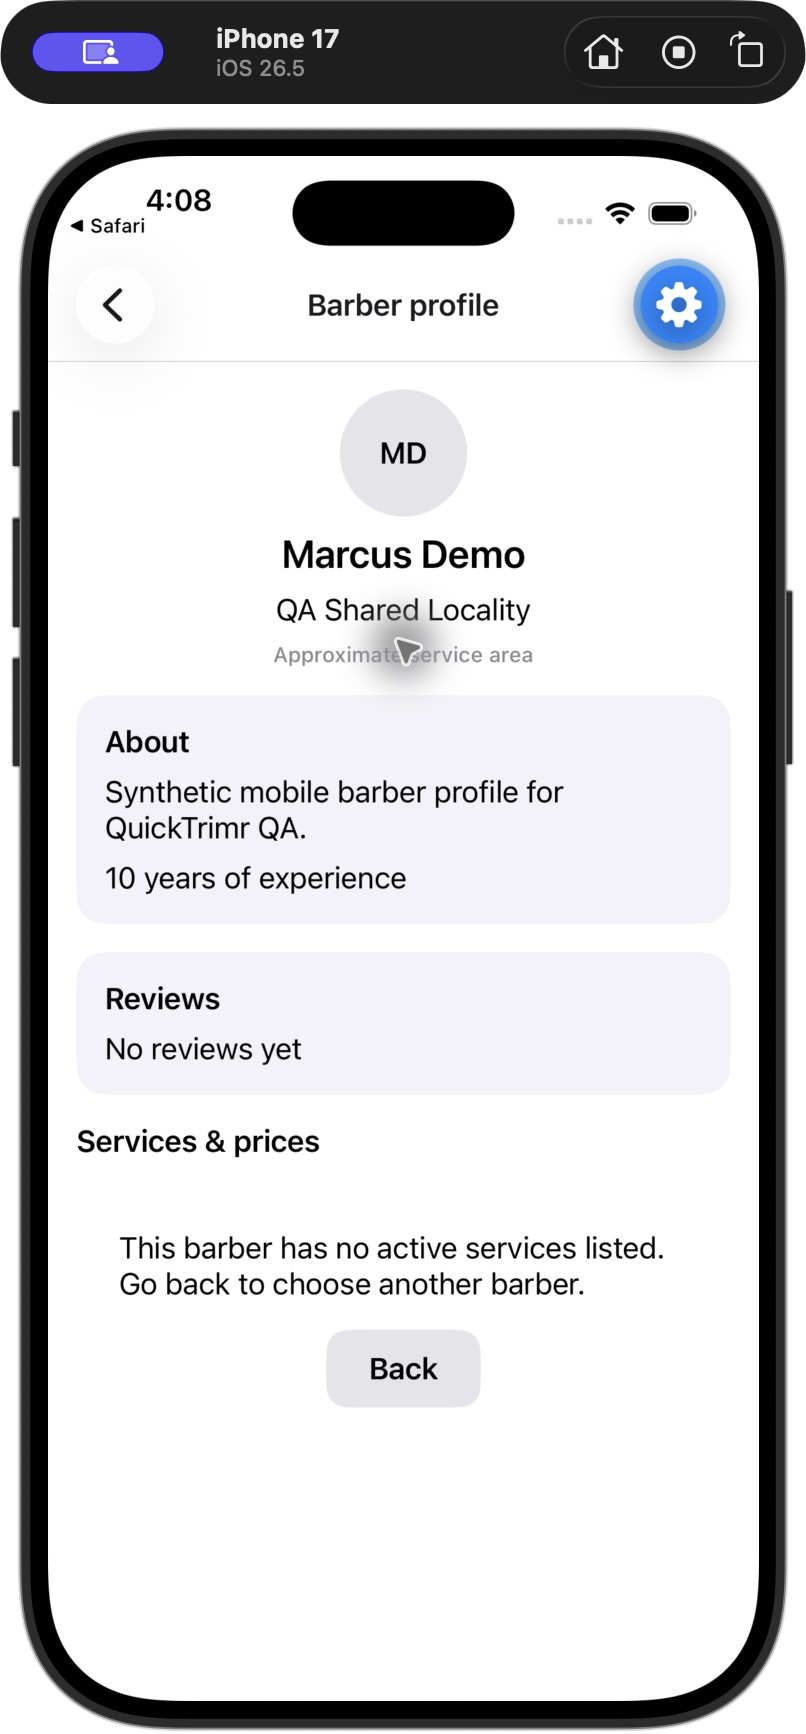 iPhone 17
iOS 26.5
4:08
Safari
Barber profile
MD
Marcus Demo
QA Shared Locality
Approximate service area
About
Synthetic mobile barber profile for
QuickTrimr QA.
10 years of experience
Reviews
No reviews yet
Services & prices
This barber has no active services listed.
Go back to choose another barber.
Back